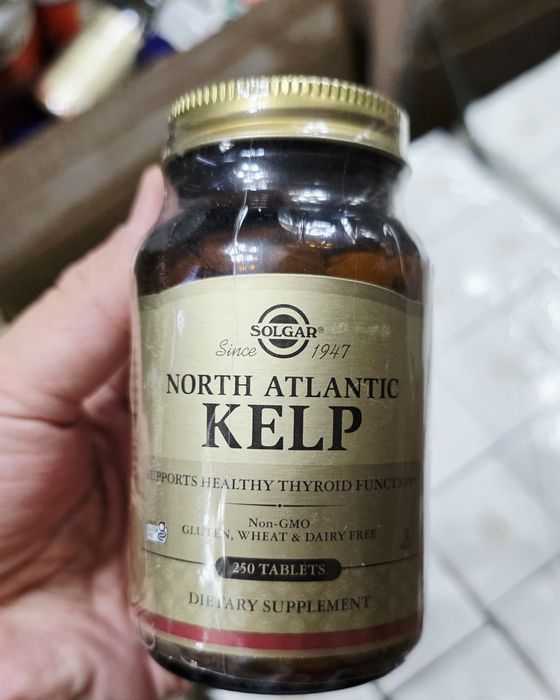 SOLGAR®
Since 1947
NORTH ATLANTIC
KELP
SUPPORTS HEALTHY THYROID FUNCTION
Non-GMO
GLUTEN, WHEAT & DAIRY FREE
250 TABLETS
DIETARY SUPPLEMENT